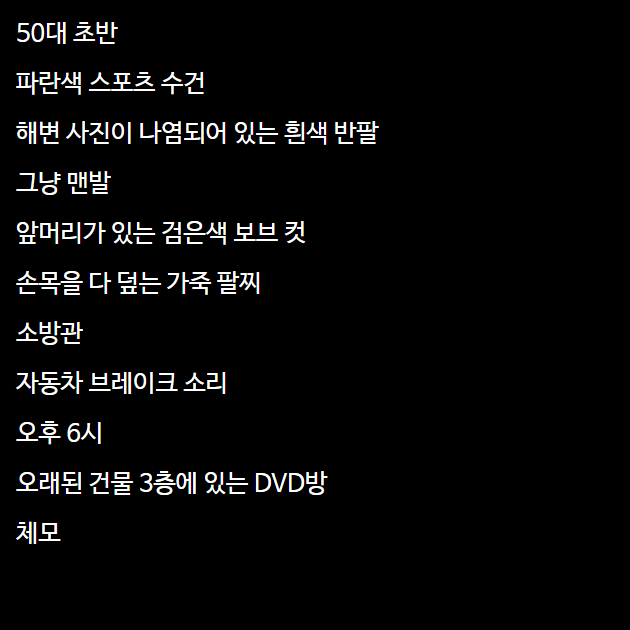 50대 초반
파란색 스포츠 수건
해변 사진이 나염되어 있는 흰색 반팔
그냥 맨발
앞머리가 있는 검은색 보브 컷
손목을 다 덮는 가죽 팔찌
소방관
자동차 브레이크 소리
오후 6시
오래된 건물 3층에 있는 DVD방
체모